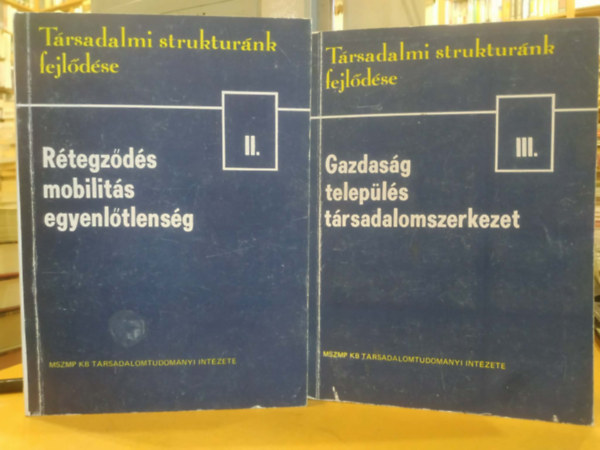 Társadalmi strukturánk
fejlődése
II.
Rétegződés
mobilitás
egyenlőtlenség
MSZMP KB TÁRSADALOMTUDOMÁNYI INTÉZETE
Társadalmi strukturánk
fejlődése
III.
Gazdaság
település
társadalomszerkezet
MSZMP KB TÁRSADALOMTUDOMÁNYI INTÉZETE